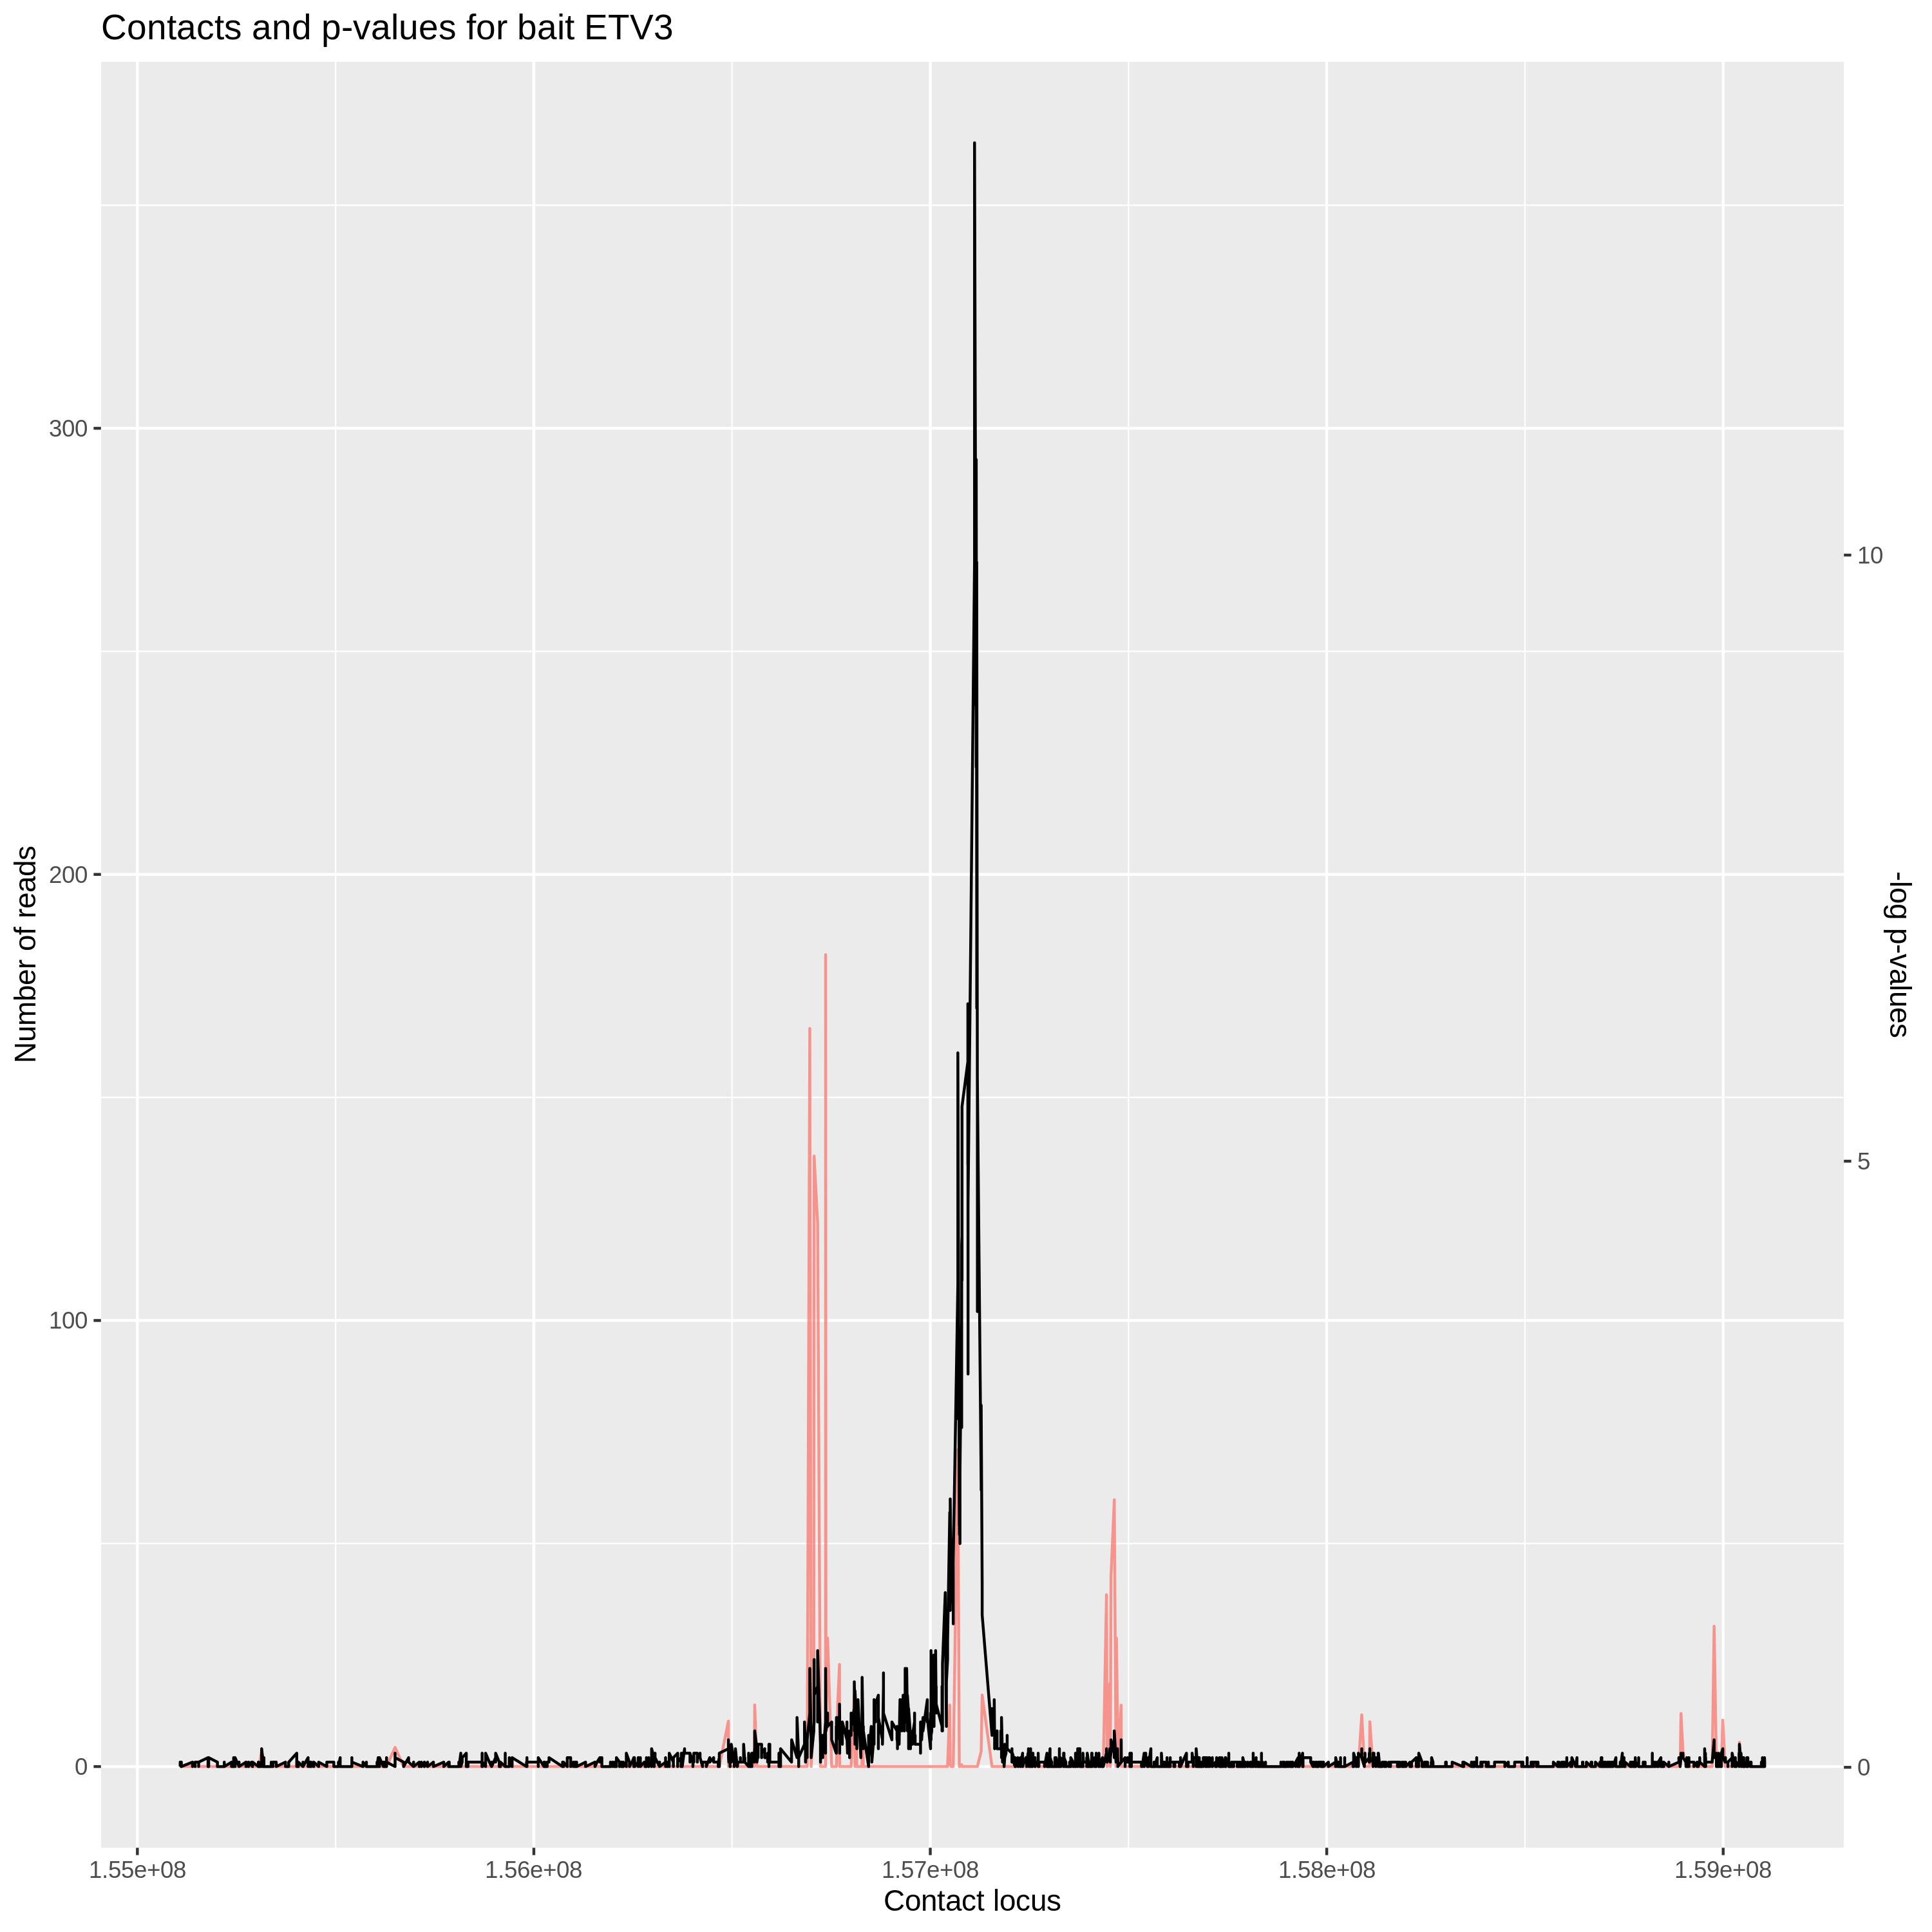 Contacts and p-values for bait ETV3
Number of reads
300
200
100
0
10
5
0
-log p-values
1.55e+08
1.56e+08
1.57e+08
1.58e+08
1.59e+08
Contact locus